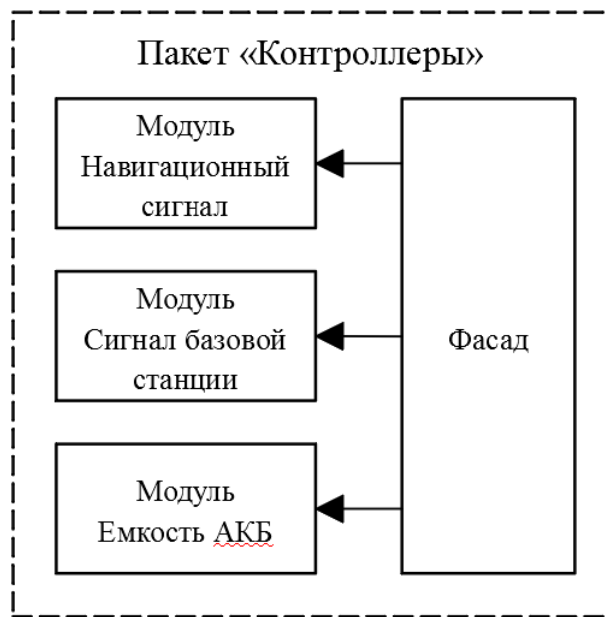 Пакет «Контроллеры»
Модуль
Навигационный
сигнал
Модуль
Сигнал базовой
станции
Модуль
Емкость АКБ
Фасад